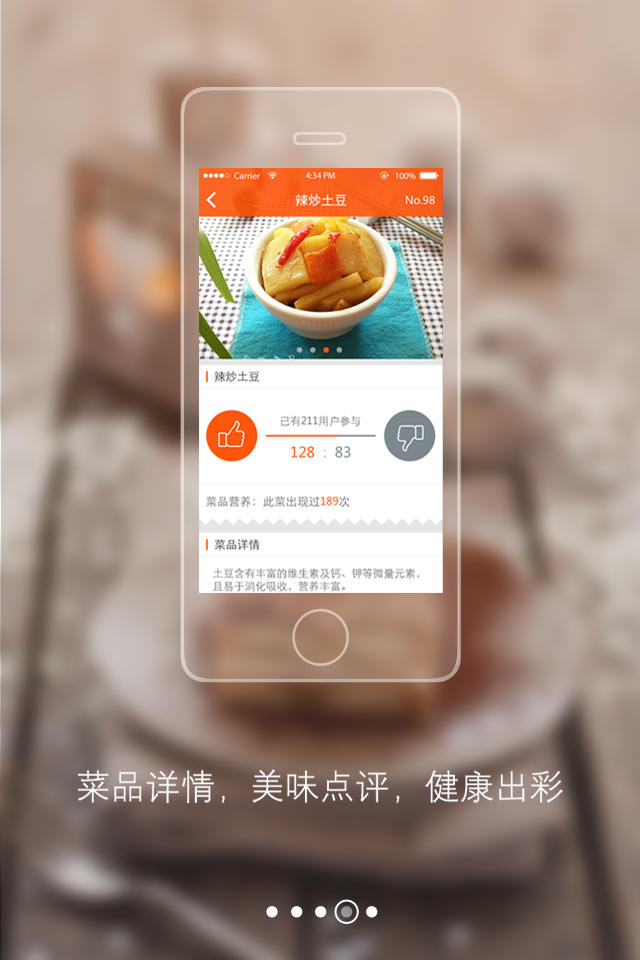 Carrier 4:34 PM 100%
辣炒土豆 No.98
辣炒土豆
已有211用户参与
128 : 83
菜品营养：此菜出现过189次
菜品详情
土豆含有丰富的维生素及钙、钾等微量元素，
且易于消化吸收，营养丰富。
菜品详情，美味点评，健康出彩